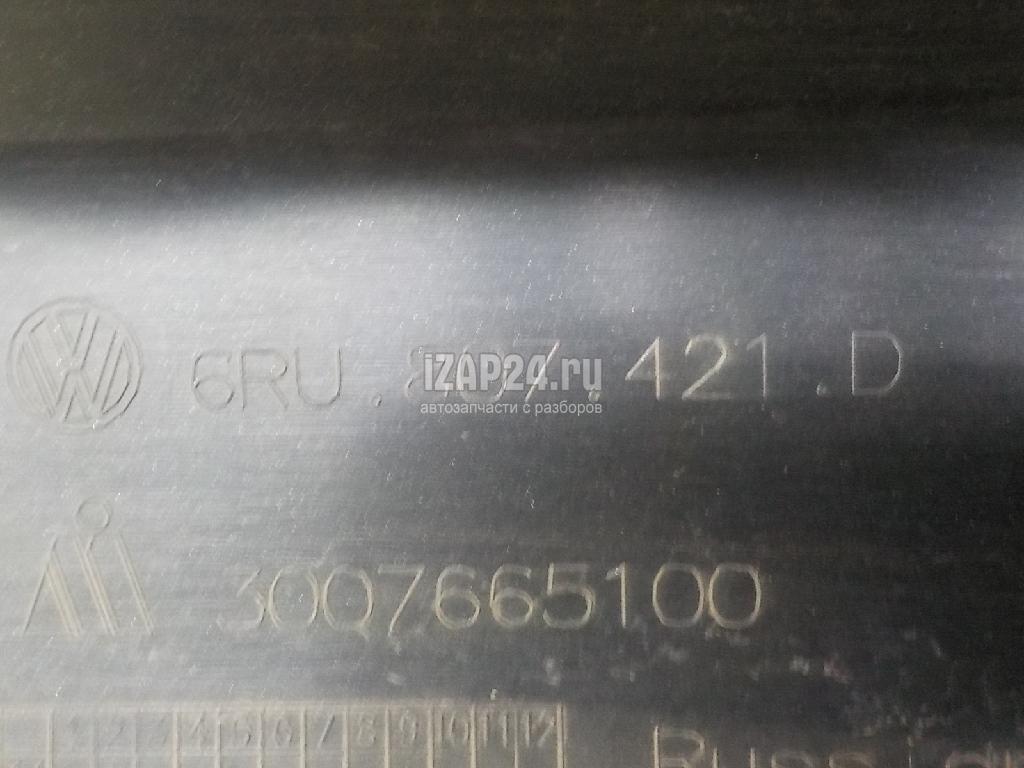 6RU.807.421.D
iZAP24.ru
автозапчасти с разборов
3007665100
1 2 3 4 5 6 7 8 9 10 11 12